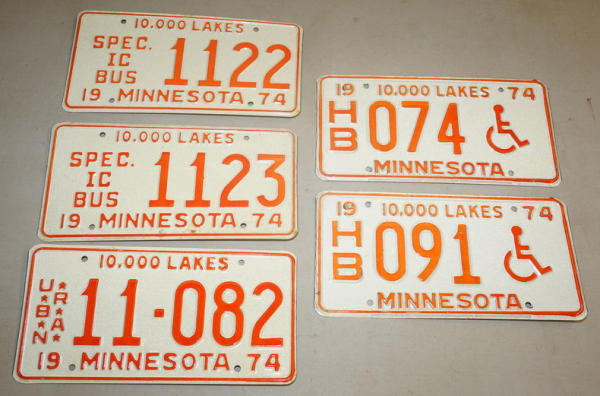 10.000 LAKES
SPEC.
IC
BUS
1122
19 MINNESOTA 74
10.000 LAKES
SPEC.
IC
BUS
1123
19 MINNESOTA 74
10.000 LAKES
U★R★B★A★N★
11-082
19 MINNESOTA 74
19 10.000 LAKES 74
HB 074
MINNESOTA
19 10.000 LAKES 74
HB 091
MINNESOTA